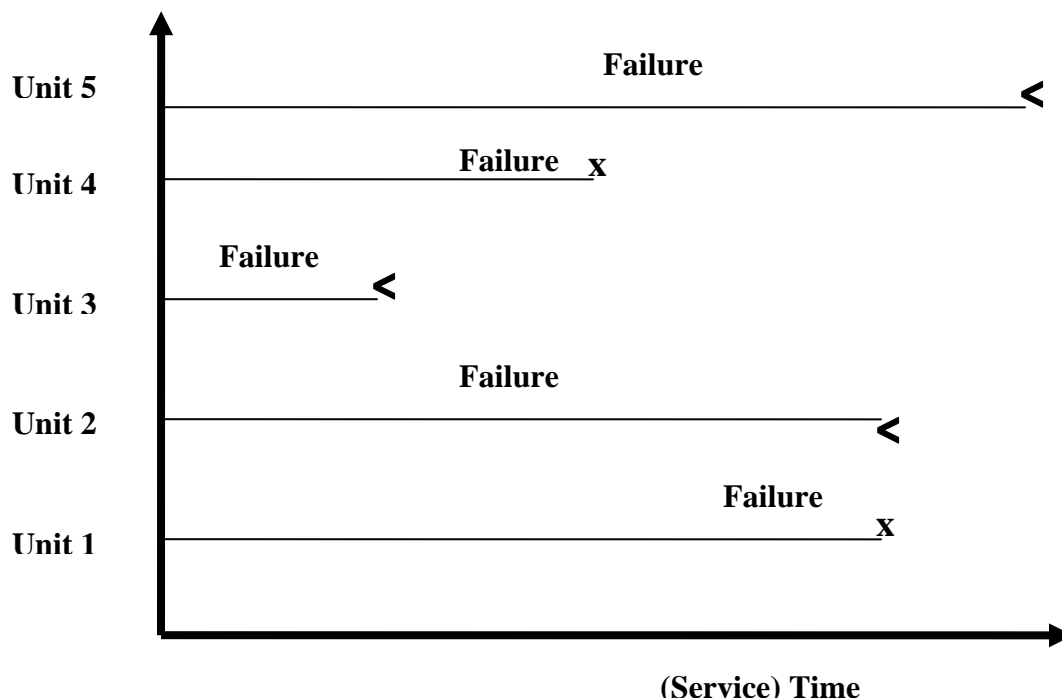 Failure
Unit 5
<
Failure x
Unit 4
Failure
<
Unit 3
Failure
Unit 2
<
Failure
x
Unit 1
(Service) Time